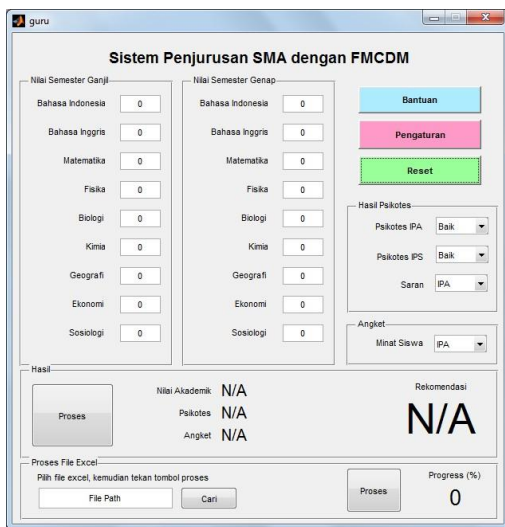 guru
Sistem Penjurusan SMA dengan FMCDM
Nilai Semester Ganjil
Bahasa Indonesia 0
Bahasa Inggris 0
Matematika 0
Fisika 0
Biologi 0
Kimia 0
Geografi 0
Ekonomi 0
Sosiologi 0
Nilai Semester Genap
Bahasa Indonesia 0
Bahasa Inggris 0
Matematika 0
Fisika 0
Biologi 0
Kimia 0
Geografi 0
Ekonomi 0
Sosiologi 0
Bantuan
Pengaturan
Reset
Hasil Psikotes
Psikotes IPA Baik
Psikotes IPS Baik
Saran IPA
Angket
Minat Siswa IPA
Hasil
Proses
Nilai Akademik N/A
Psikotes N/A
Angket N/A
Rekomendasi
N/A
Proses File Excel
Pilih file excel, kemudian tekan tombol proses
File Path Cari
Proses
Progress (%)
0